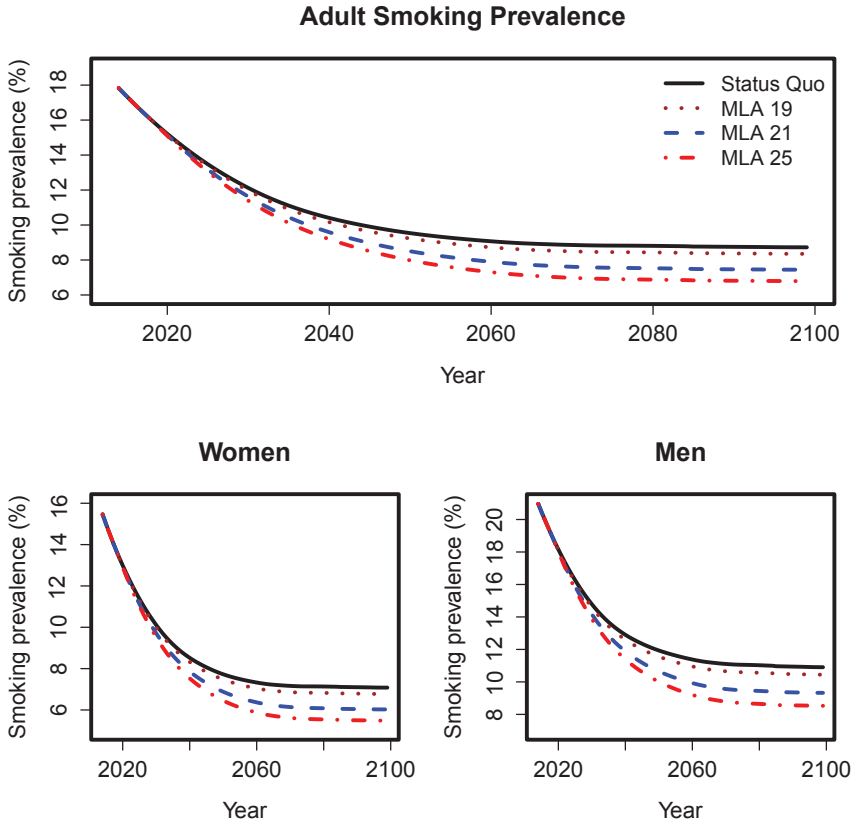 Adult Smoking Prevalence
Smoking prevalence (%)
18
16
14
12
10
8
6
Status Quo
MLA 19
MLA 21
MLA 25
2020 2040 2060 2080 2100
Year
Women
Smoking prevalence (%)
16
14
12
10
8
6
2020 2060 2100
Year
Men
Smoking prevalence (%)
20
18
16
14
12
10
8
2020 2060 2100
Year